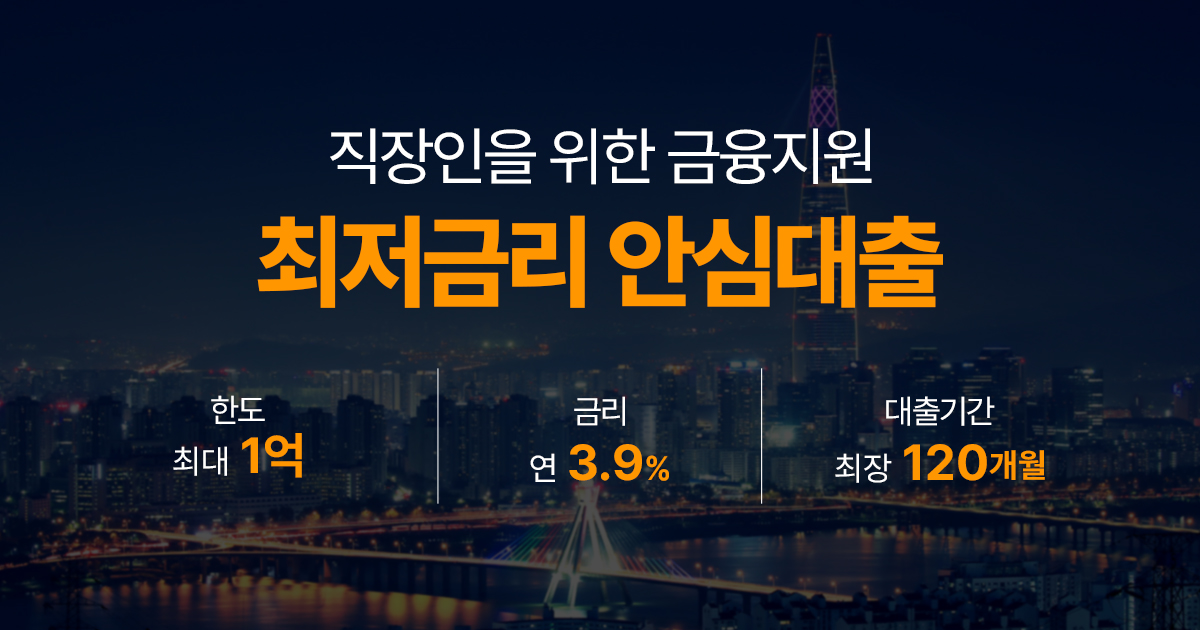 직장인을 위한 금융지원
최저금리 안심대출
한도
최대 1억
금리
연 3.9%
대출기간
최장 120개월